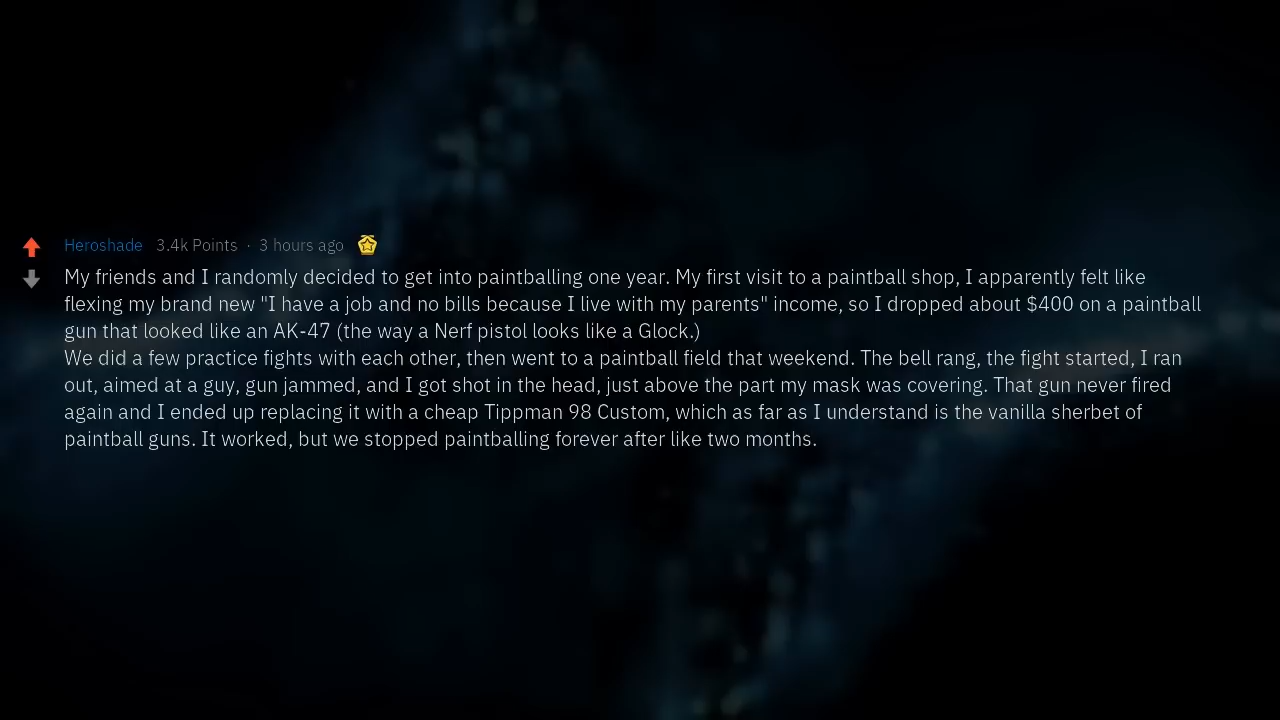 Heroshade 3.4k Points · 3 hours ago
My friends and I randomly decided to get into paintballing one year. My first visit to a paintball shop, I apparently felt like
flexing my brand new "I have a job and no bills because I live with my parents" income, so I dropped about $400 on a paintball
gun that looked like an AK-47 (the way a Nerf pistol looks like a Glock.)
We did a few practice fights with each other, then went to a paintball field that weekend. The bell rang, the fight started, I ran
out, aimed at a guy, gun jammed, and I got shot in the head, just above the part my mask was covering. That gun never fired
again and I ended up replacing it with a cheap Tippman 98 Custom, which as far as I understand is the vanilla sherbet of
paintball guns. It worked, but we stopped paintballing forever after like two months.